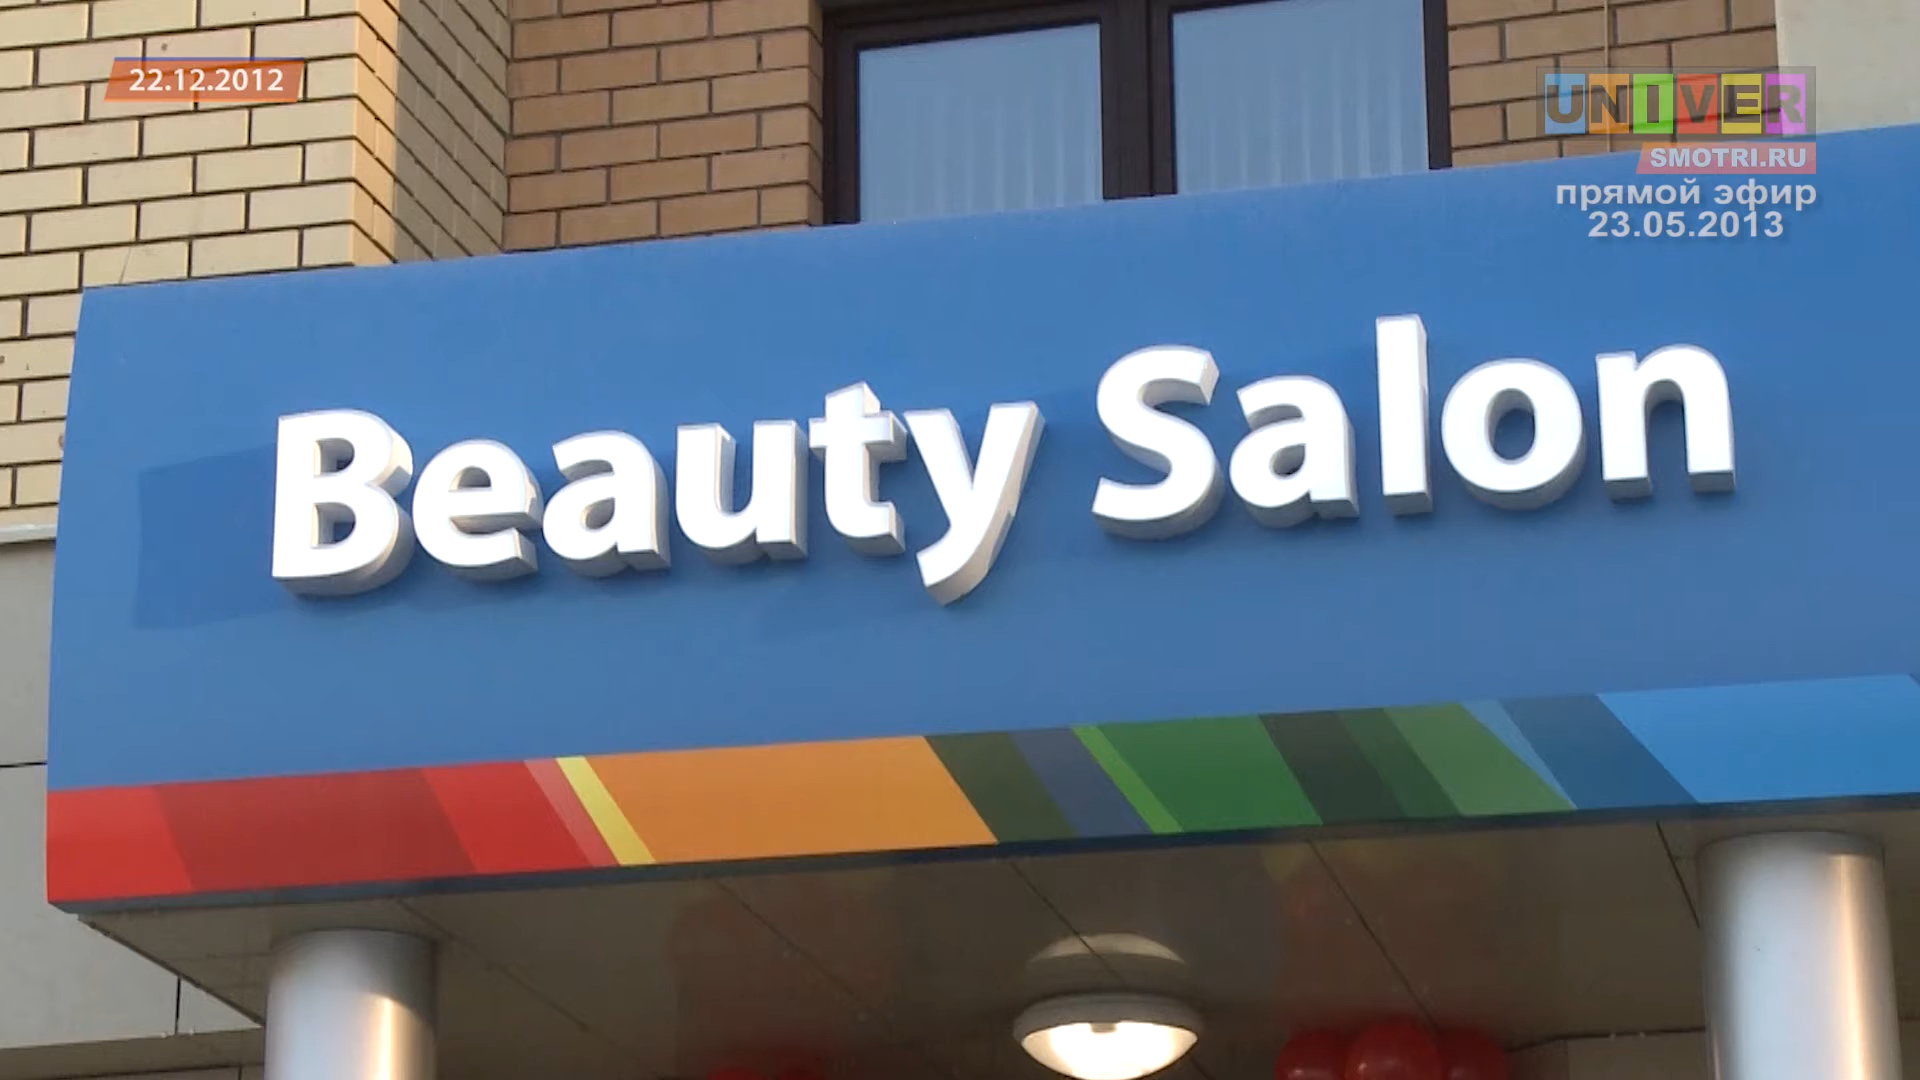 22.12.2012
UNIVER
SMOTRI.RU
прямой эфир
23.05.2013
Beauty Salon